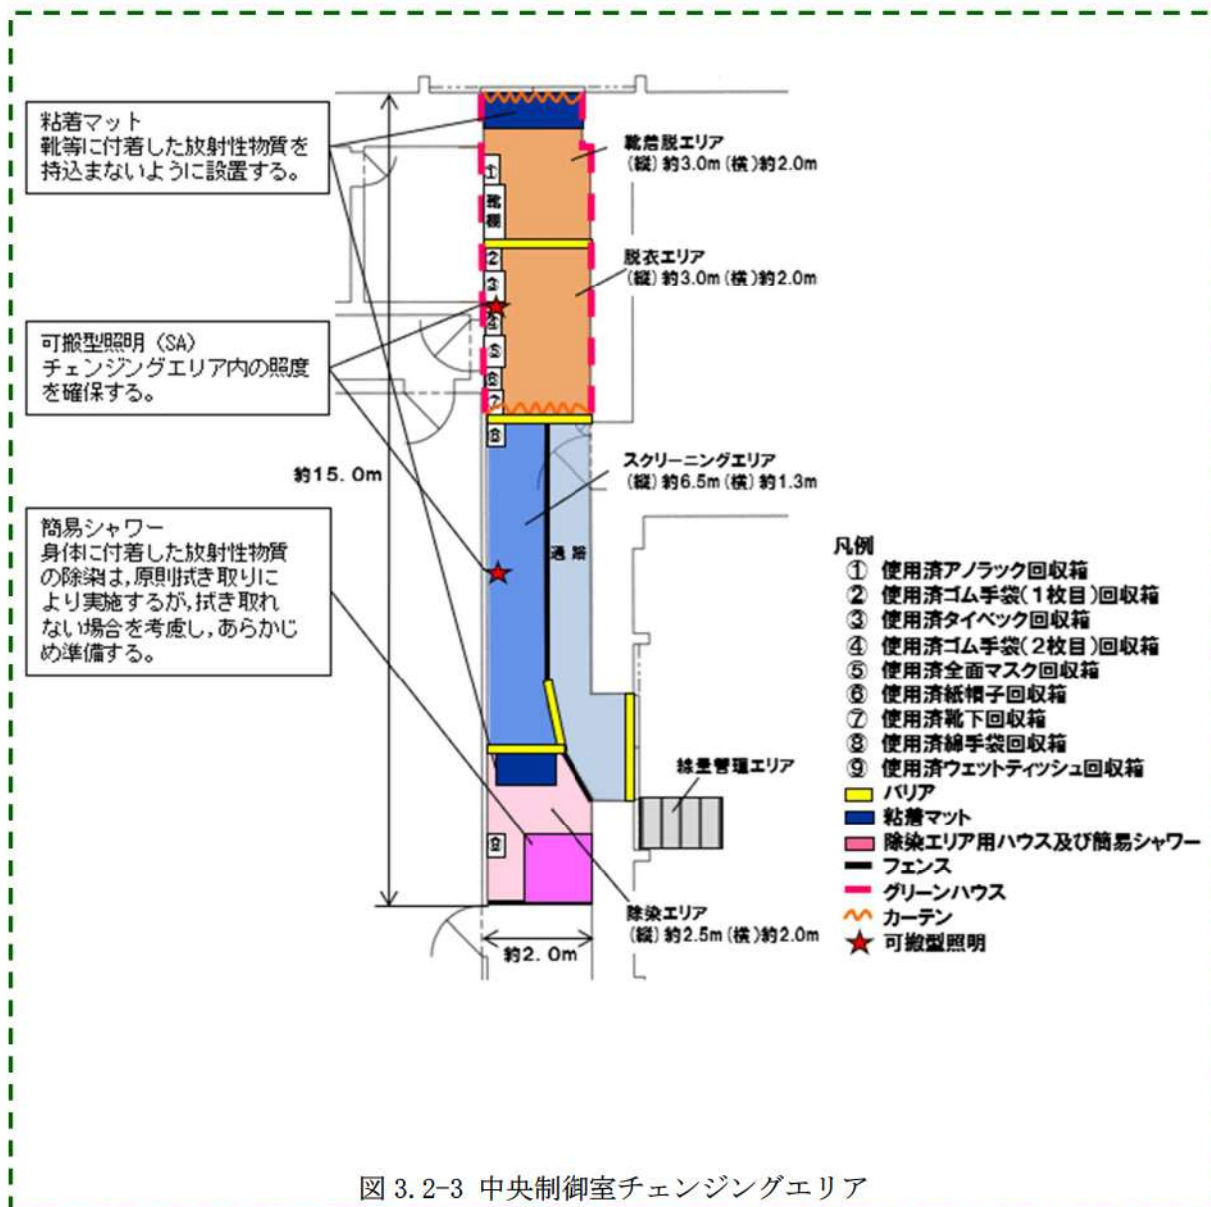 粘着マット
靴等に付着した放射性物質を
持込まないように設置する。
可搬型照明（SA）
チェンジングエリア内の照度
を確保する。
簡易シャワー
身体に付着した放射性物質
の除染は，原則拭き取りに
より実施するが，拭き取れ
ない場合を考慮し，あらかじ
め準備する。
約15.0m
①
靴
棚
②
③
④
⑤
⑥
⑦
⑧
⑨
通路
約2.0m
靴着脱エリア
（縦）約3.0m（横）約2.0m
脱衣エリア
（縦）約3.0m（横）約2.0m
スクリーニングエリア
（縦）約6.5m（横）約1.3m
線量管理エリア
除染エリア
（縦）約2.5m（横）約2.0m
凡例
① 使用済アノラック回収箱
② 使用済ゴム手袋（1枚目）回収箱
③ 使用済タイベック回収箱
④ 使用済ゴム手袋（2枚目）回収箱
⑤ 使用済全面マスク回収箱
⑥ 使用済紙帽子回収箱
⑦ 使用済靴下回収箱
⑧ 使用済綿手袋回収箱
⑨ 使用済ウェットティッシュ回収箱
バリア
粘着マット
除染エリア用ハウス及び簡易シャワー
フェンス
グリーンハウス
カーテン
可搬型照明
図 3.2-3 中央制御室チェンジングエリア